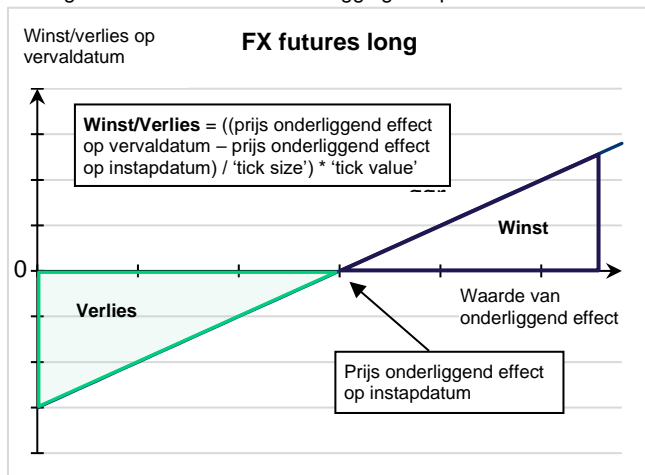 Winst/verlies op
vervaldatum
FX futures long
Winst/Verlies = ((prijs onderliggend effect
op vervaldatum – prijs onderliggend effect
op instapdatum) / ‘tick size’) * ‘tick value’
Winst
0
Verlies
Waarde van
onderliggend effect
Prijs onderliggend effect
op instapdatum